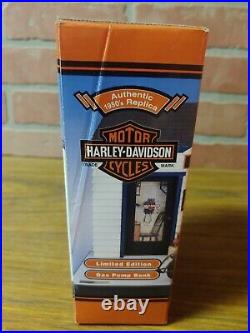 Authentic
1950's Replica
MOTOR
HARLEY-DAVIDSON
TRADE MARK
CYCLES
Limited Edition
Gas Pump Bank